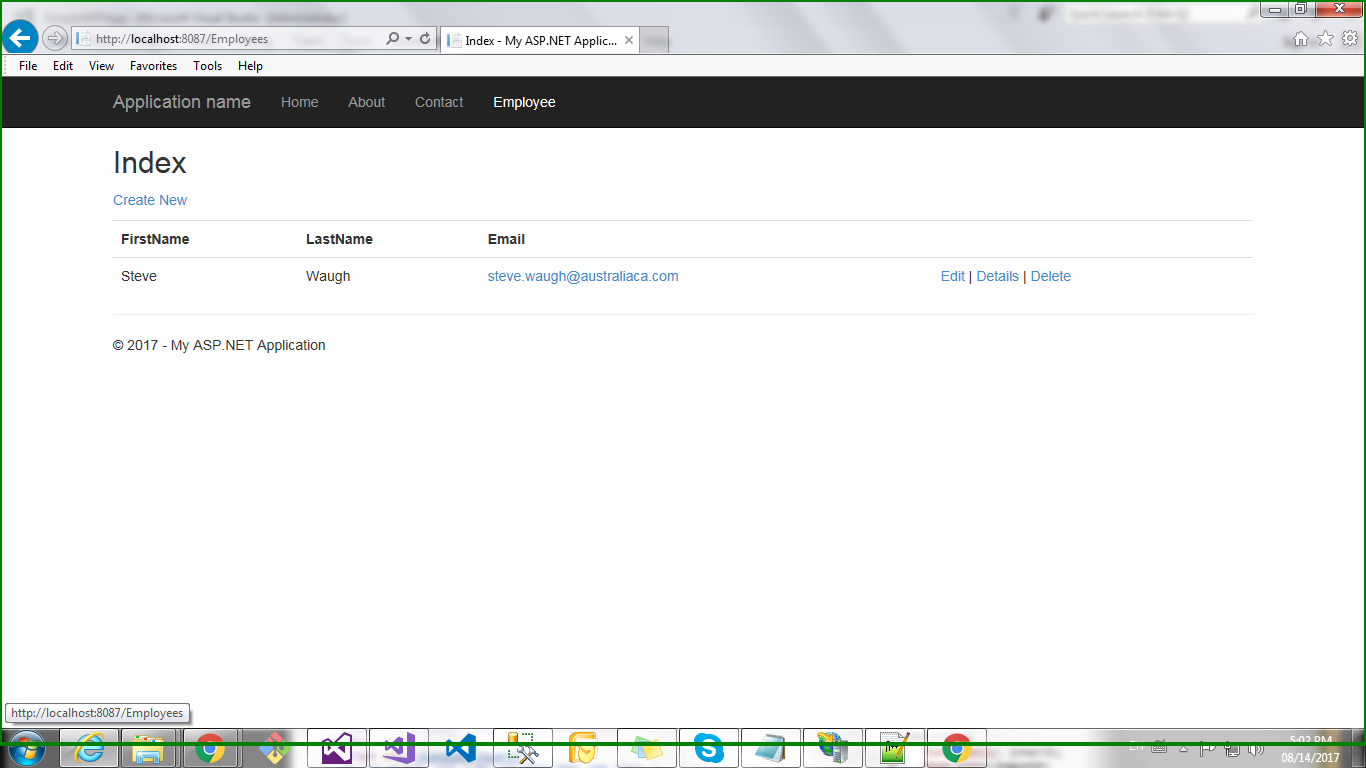 http://localhost:8087/Employees
Index - My ASP.NET Applic...
File Edit View Favorites Tools Help
Application name Home About Contact Employee
Index
Create New
FirstName LastName Email
Steve Waugh steve.waugh@australiaca.com Edit | Details | Delete
© 2017 - My ASP.NET Application
http://localhost:8087/Employees
EN 5:02 PM
08/14/2017